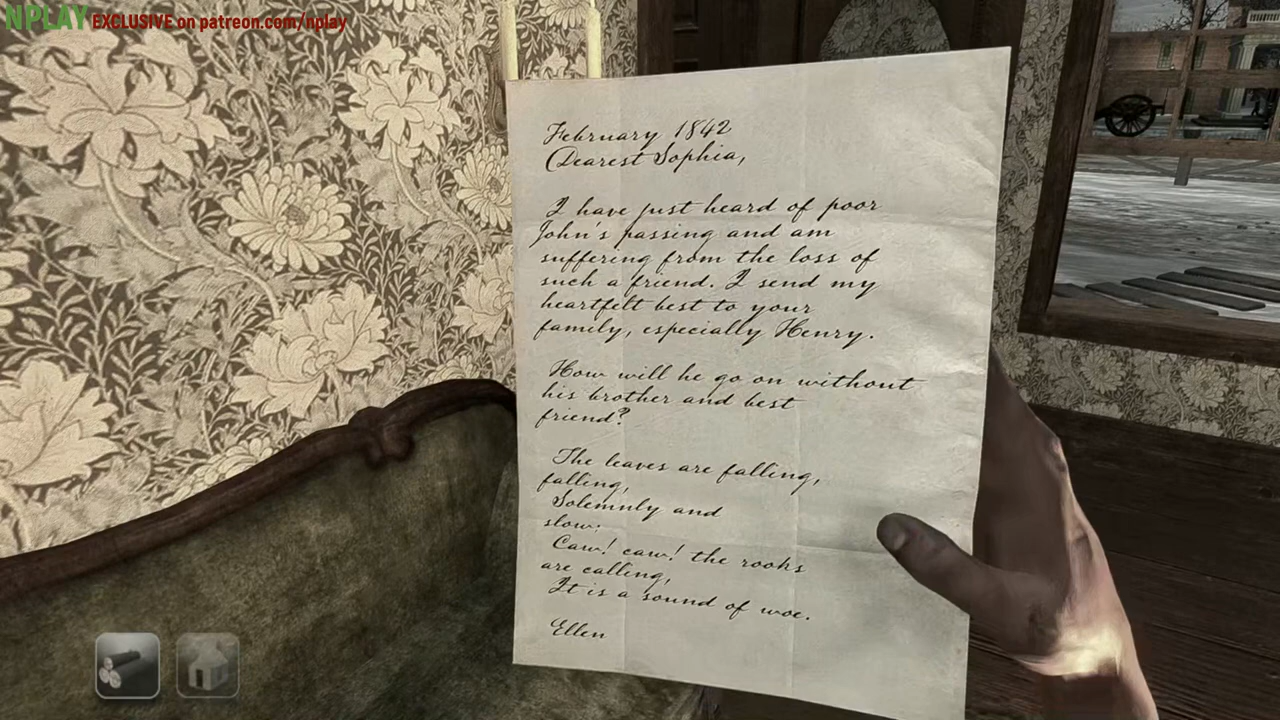 NPLAY EXCLUSIVE on patreon.com/nplay
February 1842
Dearest Sophia,
I have just heard of poor
John's passing and am
suffering from the loss of
such a friend. I send my
heartfelt best to your
family, especially Henry.
How will he go on without
his brother and best
friend?
The leaves are falling,
falling,
Solemnly and
slow;
Caw! caw! the rooks
are calling,
It is a sound of woe.
Ellen